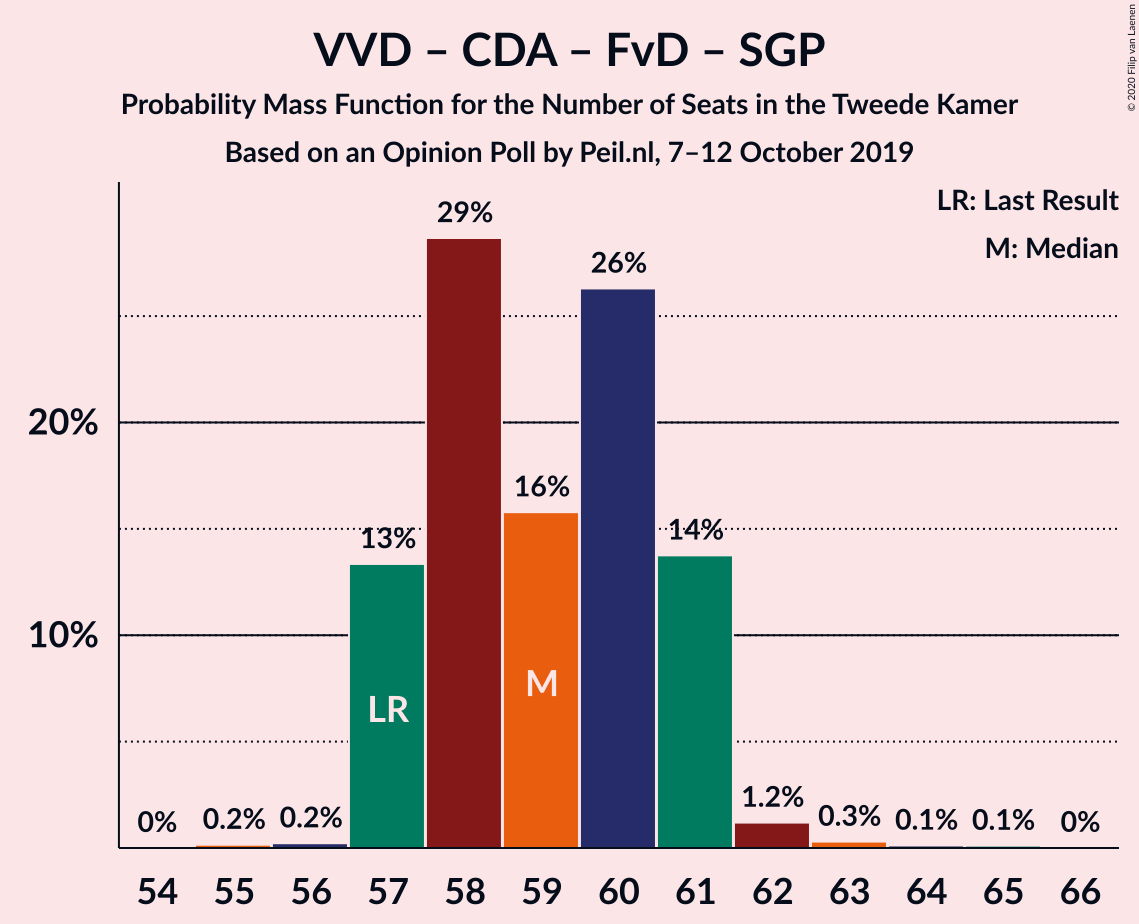 VVD – CDA – FvD – SGP
Probability Mass Function for the Number of Seats in the Tweede Kamer
Based on an Opinion Poll by Peil.nl, 7–12 October 2019
© 2020 Filip van Laenen
LR: Last Result
M: Median
29%
26%
20%
16%
14%
13%
10%
M
LR
1.2%
0% 0.2% 0.2% 0.3% 0.1% 0.1% 0%
54 55 56 57 58 59 60 61 62 63 64 65 66